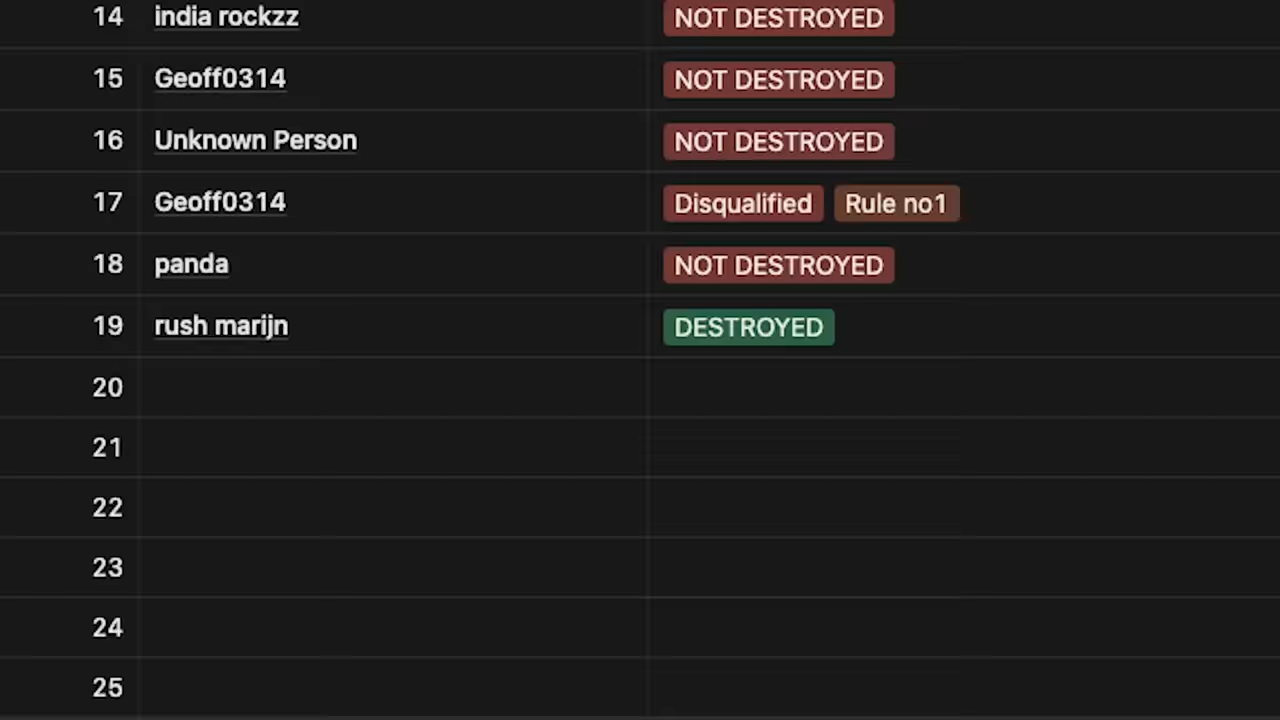 14 india rockzz NOT DESTROYED
15 Geoff0314 NOT DESTROYED
16 Unknown Person NOT DESTROYED
17 Geoff0314 Disqualified Rule no1
18 panda NOT DESTROYED
19 rush marijn DESTROYED
20
21
22
23
24
25